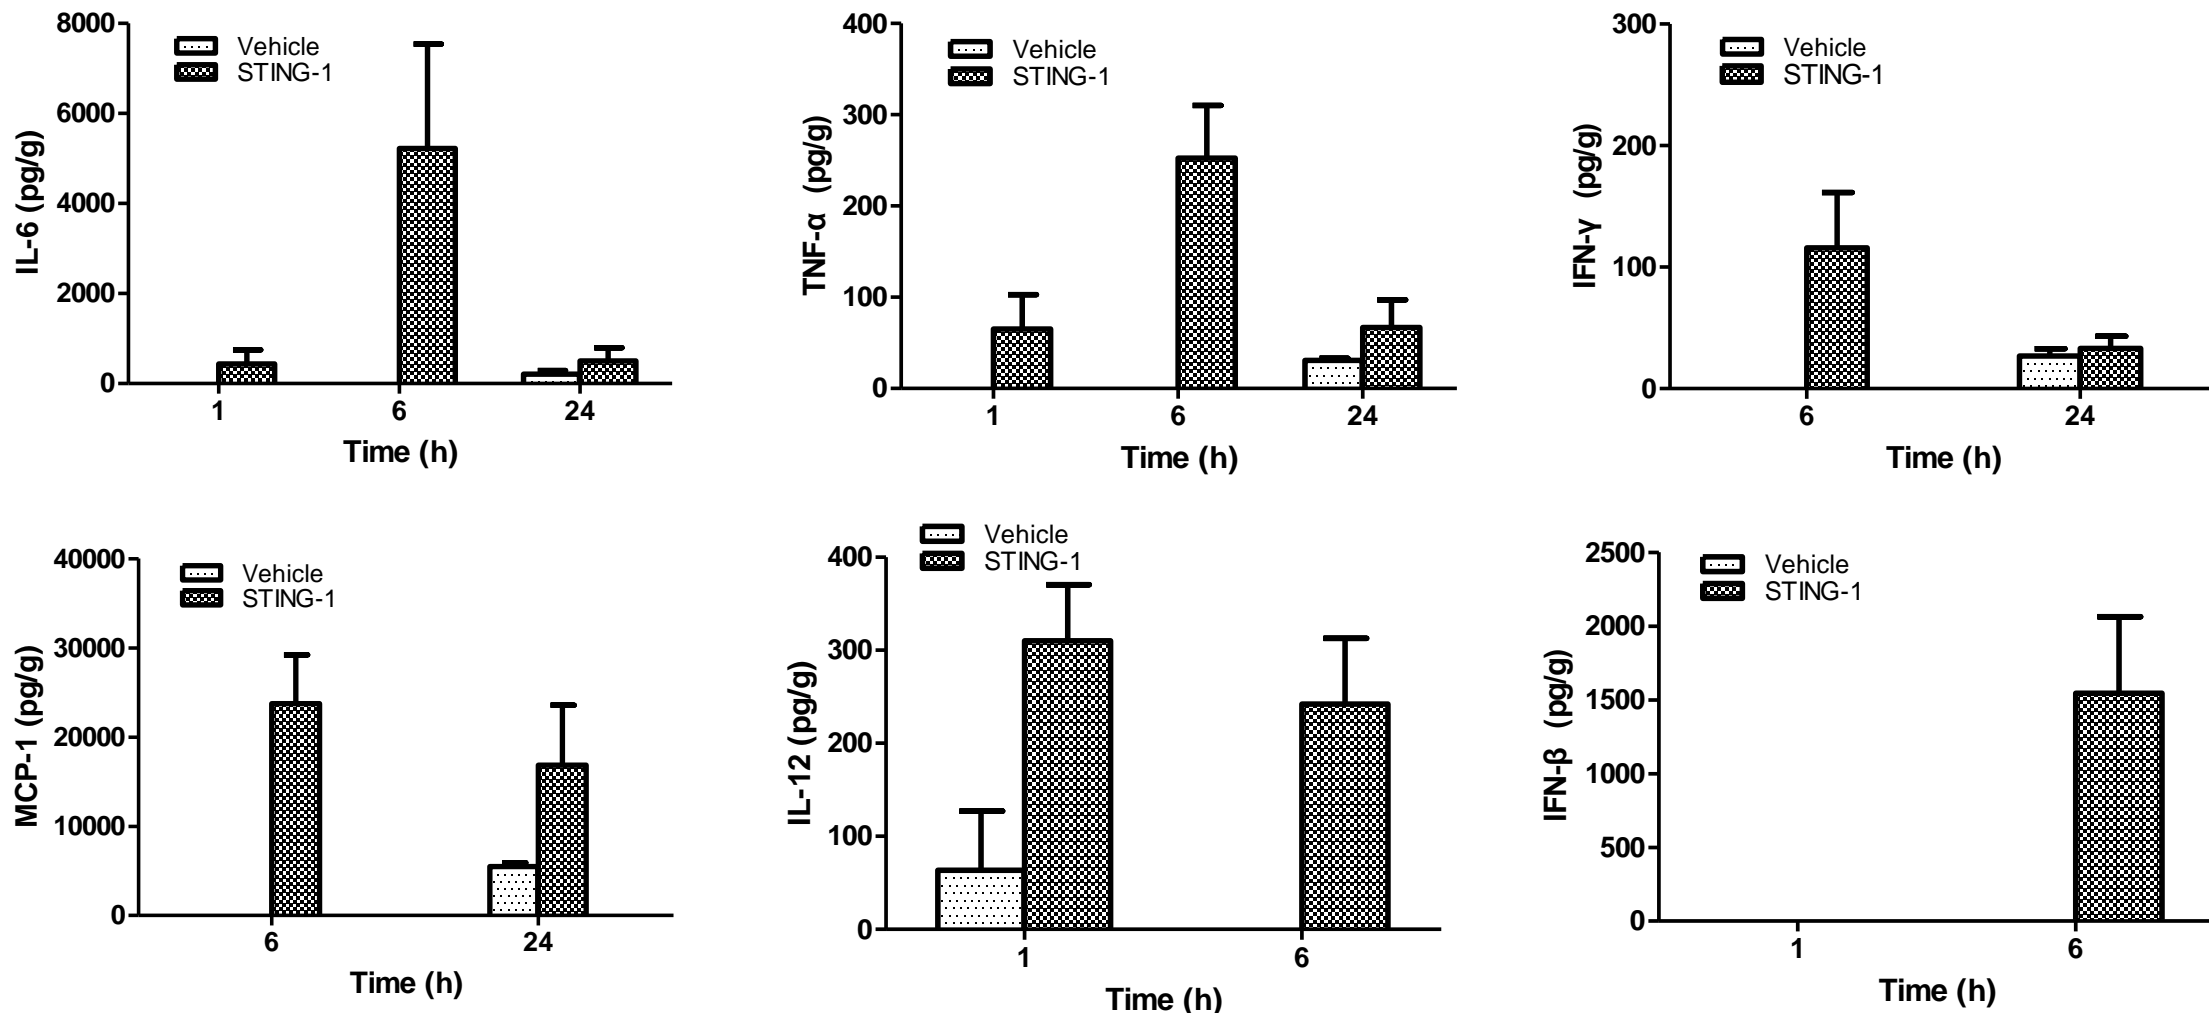 8000
6000
4000
2000
0
IL-6 (pg/g)
Vehicle
STING-1
1 6 24
Time (h)
400
300
200
100
0
TNF-α (pg/g)
Vehicle
STING-1
1 6 24
Time (h)
300
200
100
0
IFN-γ (pg/g)
Vehicle
STING-1
6 24
Time (h)
40000
30000
20000
10000
0
MCP-1 (pg/g)
Vehicle
STING-1
6 24
Time (h)
400
300
200
100
0
IL-12 (pg/g)
Vehicle
STING-1
1 6
Time (h)
2500
2000
1500
1000
500
0
IFN-β (pg/g)
Vehicle
STING-1
1 6
Time (h)